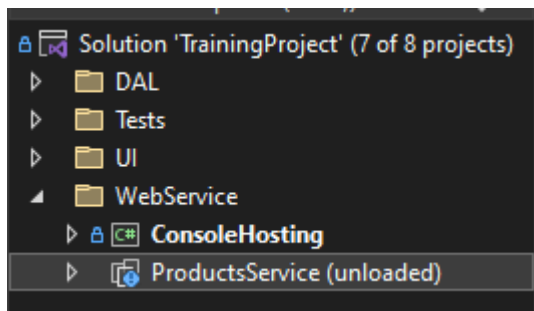 Solution 'TrainingProject' (7 of 8 projects)
DAL
Tests
UI
WebService
C# ConsoleHosting
ProductsService (unloaded)